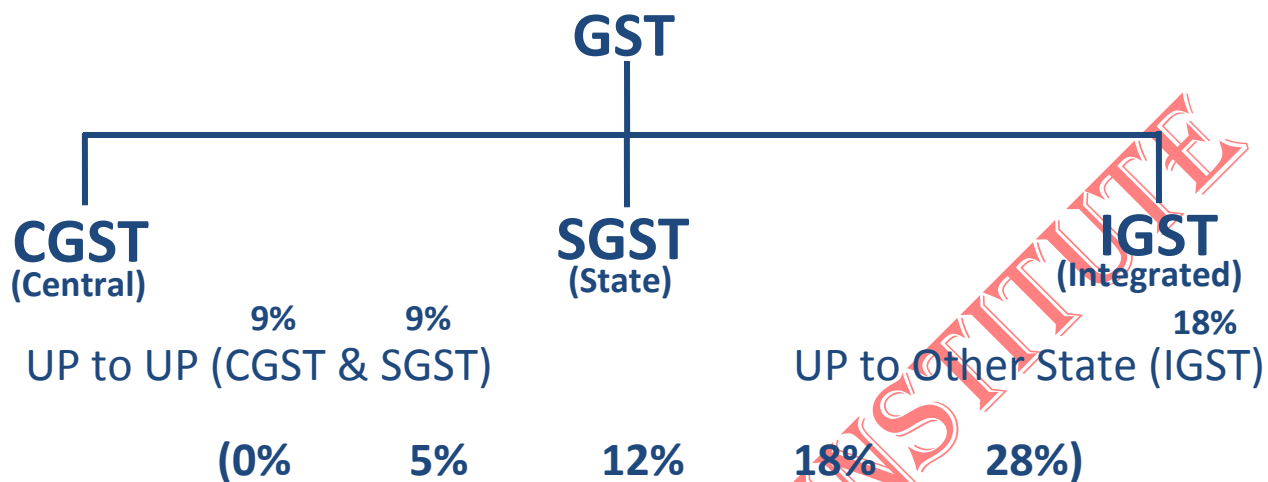 GST
CGST SGST IGST
(Central) (State) (Integrated)
9% 9% 18%
UP to UP (CGST & SGST) UP to Other State (IGST)
(0% 5% 12% 18% 28%)
INSTITUTE